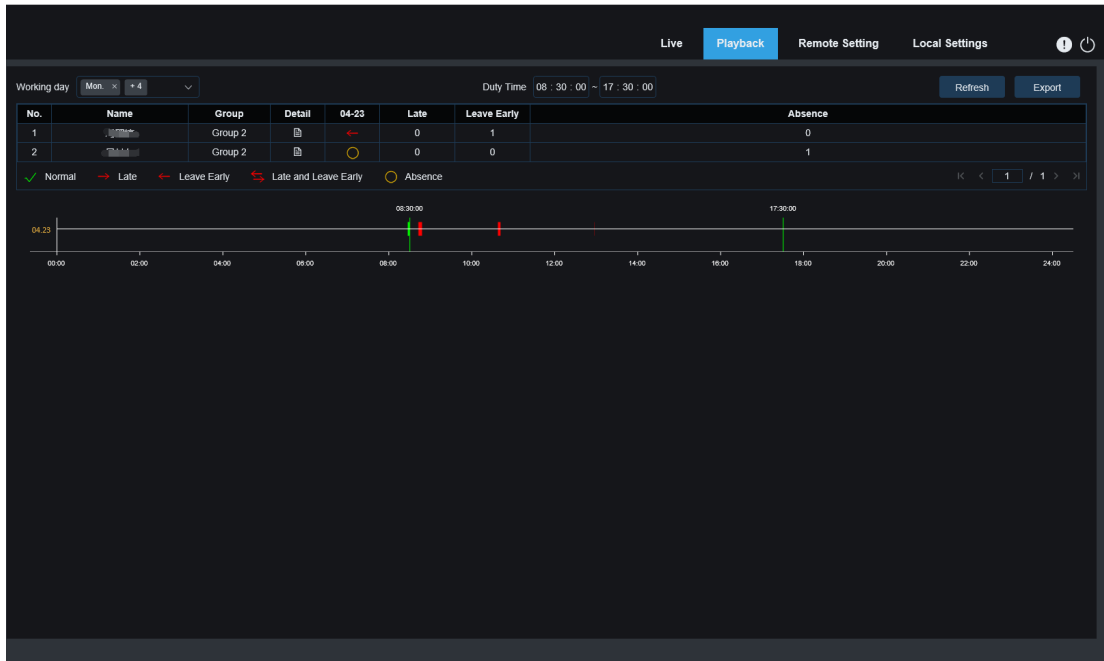 Live Playback Remote Setting Local Settings
Working day Mon. × + 4 Duty Time 08 : 30 : 00 ~ 17 : 30 : 00 Refresh Export
No. Name Group Detail 04-23 Late Leave Early Absence
1 Group 2 0 1 0
2 Group 2 0 0 1
Normal Late Leave Early Late and Leave Early Absence 1 / 1
08:30:00 17:30:00
04.23
00:00 02:00 04:00 06:00 08:00 10:00 12:00 14:00 16:00 18:00 20:00 22:00 24:00